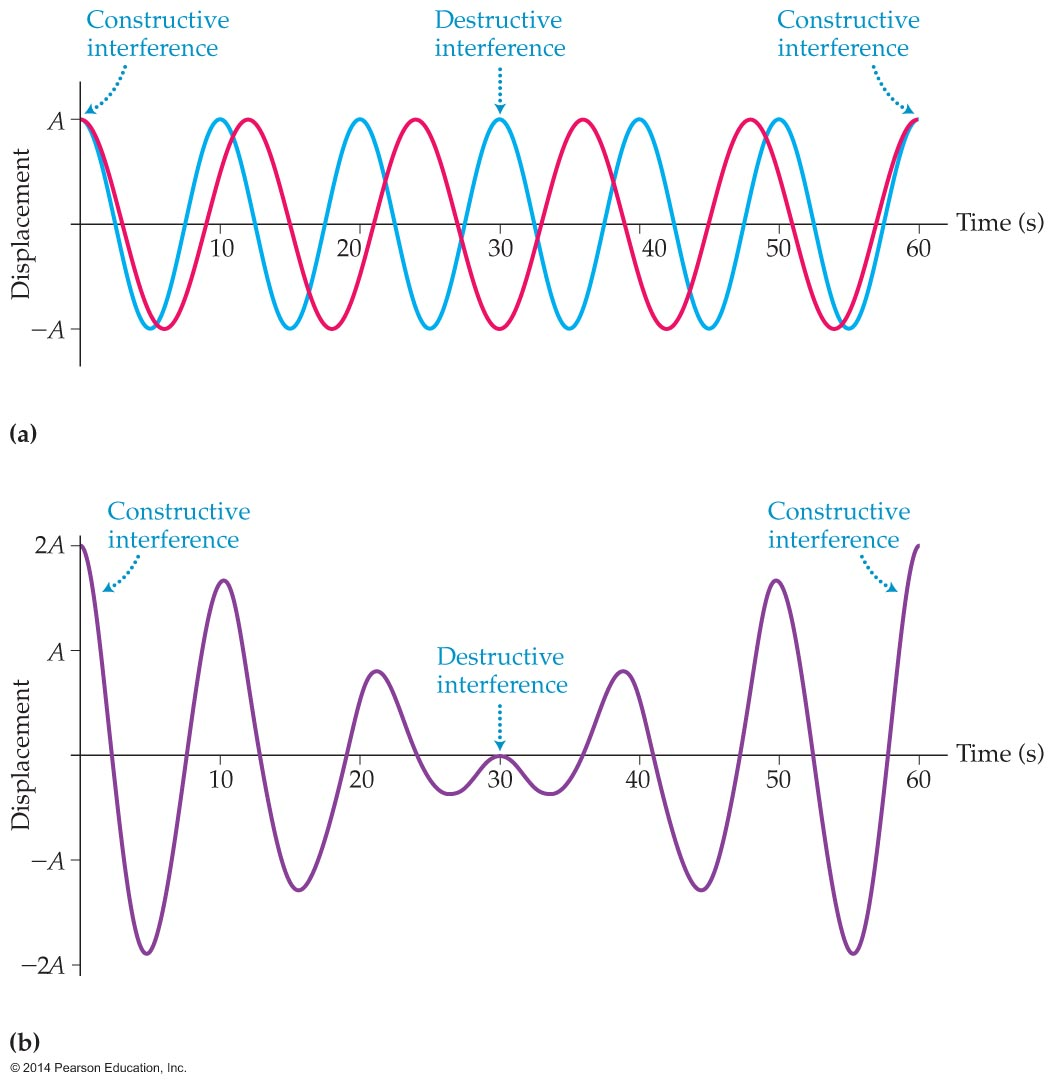 Constructive
interference
Destructive
interference
Constructive
interference
A
Displacement
Time (s)
10
20
30
40
50
60
−A
(a)
Constructive
interference
Constructive
interference
2A
A
Destructive
interference
Displacement
Time (s)
10
20
30
40
50
60
−A
−2A
(b)
© 2014 Pearson Education, Inc.